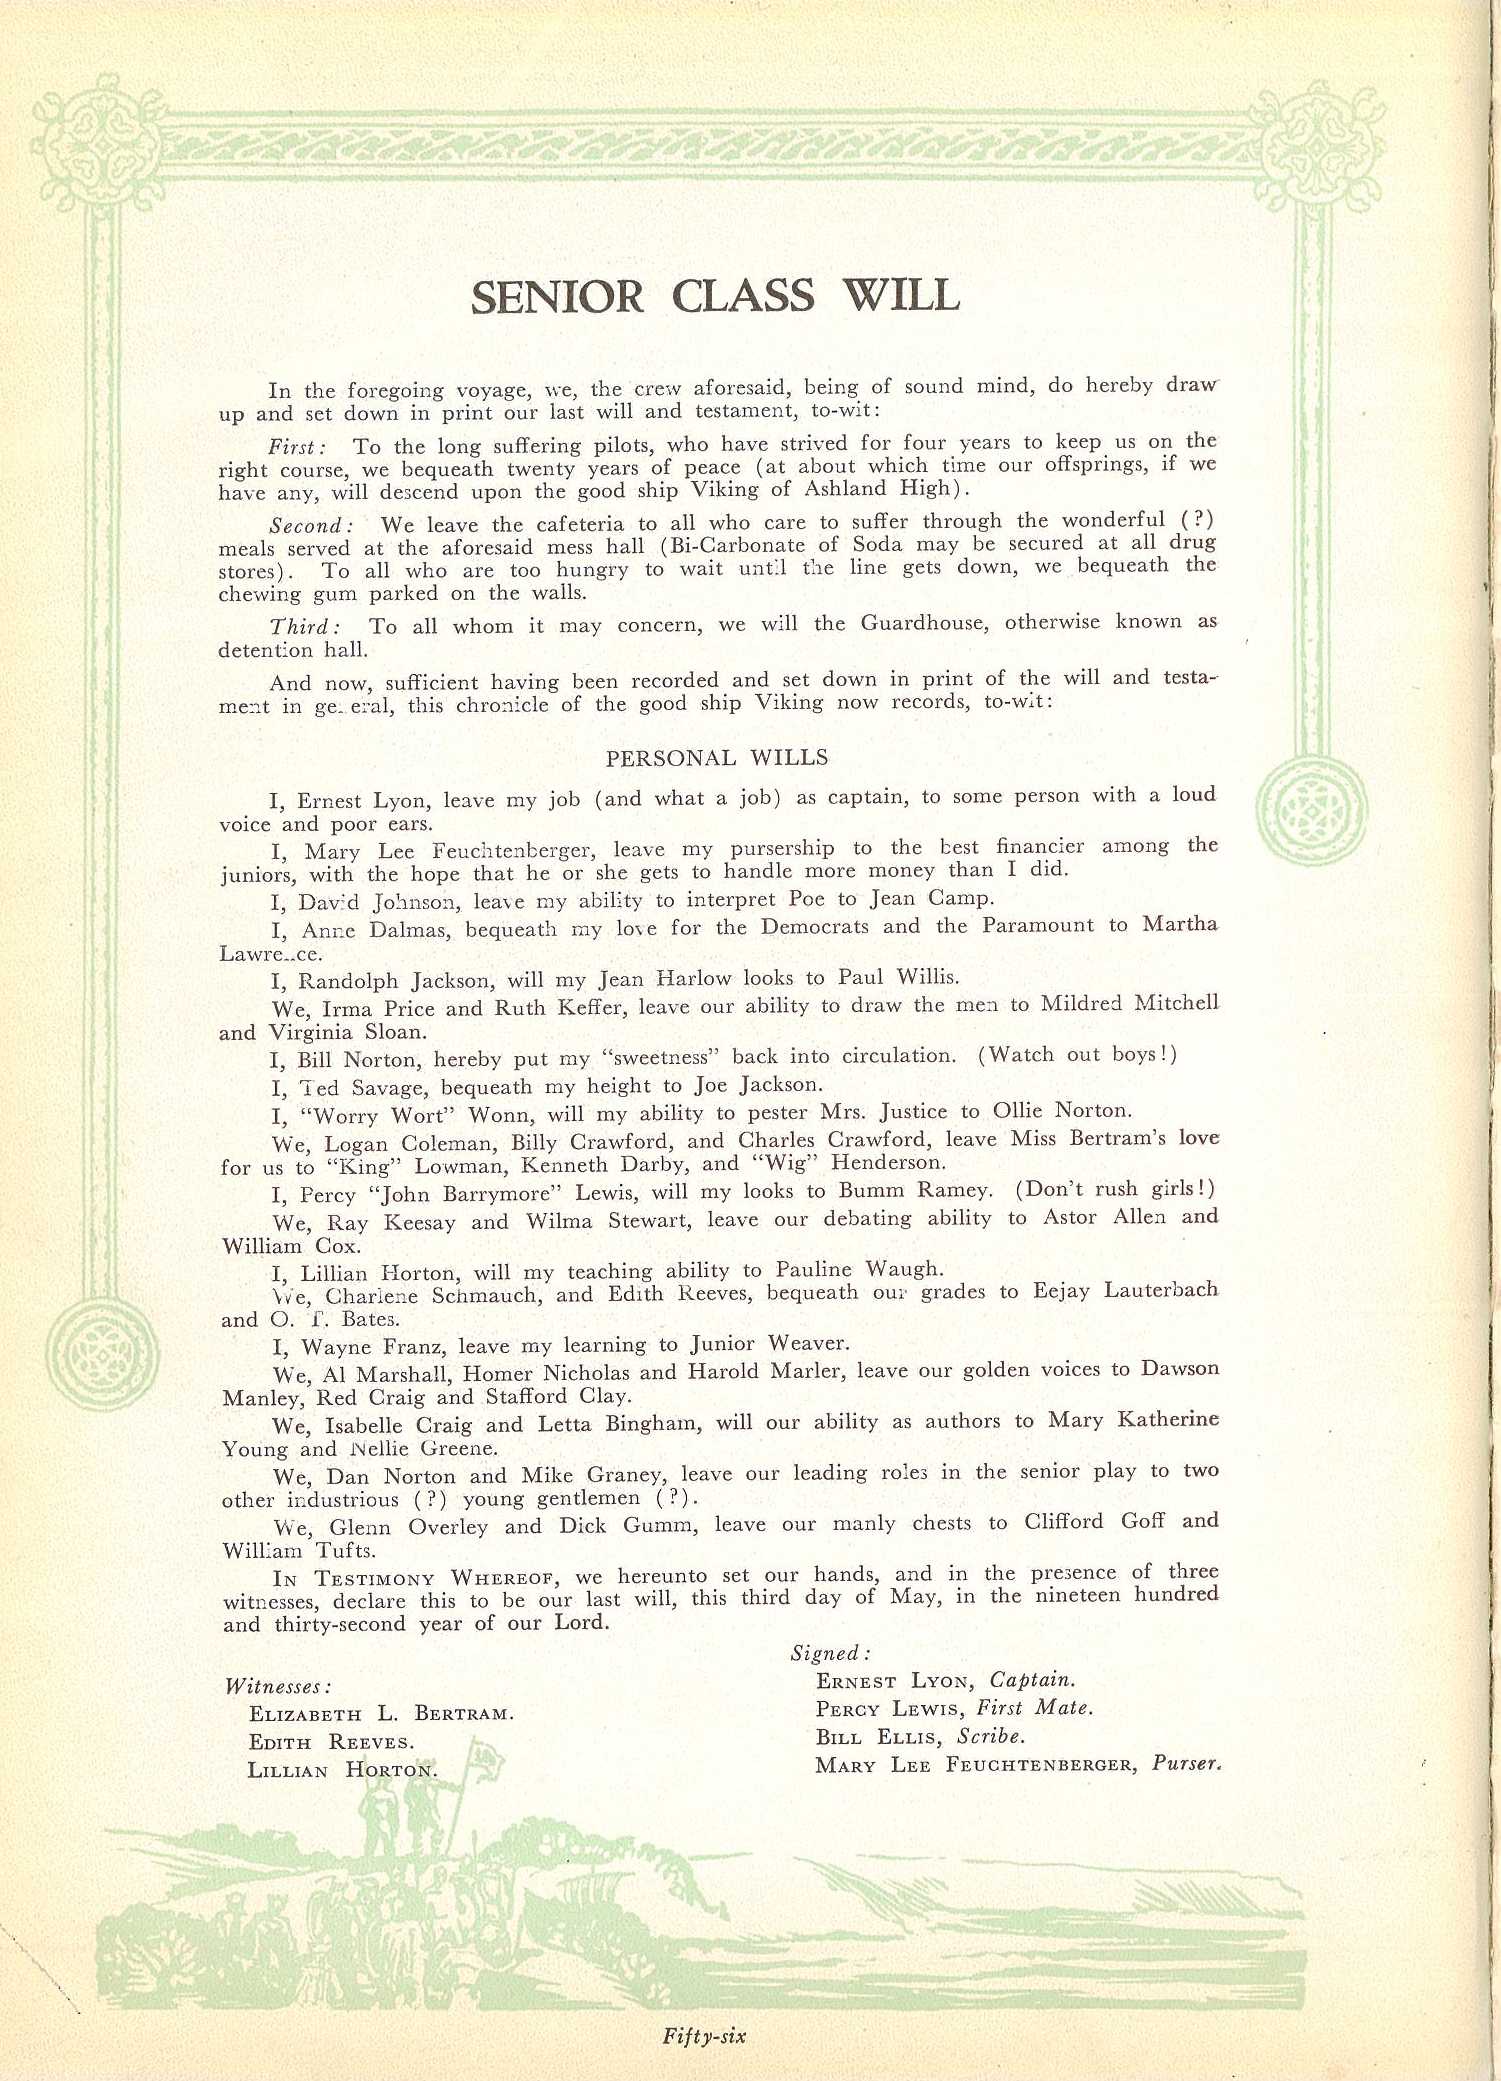 SENIOR CLASS WILL
In the foregoing voyage, we, the crew aforesaid, being of sound mind, do hereby draw
up and set down in print our last will and testament, to-wit:
First: To the long suffering pilots, who have strived for four years to keep us on the
right course, we bequeath twenty years of peace (at about which time our offsprings, if we
have any, will descend upon the good ship Viking of Ashland High).
Second: We leave the cafeteria to all who care to suffer through the wonderful (?)
meals served at the aforesaid mess hall (Bi-Carbonate of Soda may be secured at all drug
stores). To all who are too hungry to wait until the line gets down, we bequeath the
chewing gum parked on the walls.
Third: To all whom it may concern, we will the Guardhouse, otherwise known as
detention hall.
And now, sufficient having been recorded and set down in print of the will and testa-
ment in general, this chronicle of the good ship Viking now records, to-wit:
PERSONAL WILLS
I, Ernest Lyon, leave my job (and what a job) as captain, to some person with a loud
voice and poor ears.
I, Mary Lee Feuchtenberger, leave my pursership to the best financier among the
juniors, with the hope that he or she gets to handle more money than I did.
I, David Johnson, leave my ability to interpret Poe to Jean Camp.
I, Anne Dalmas, bequeath my love for the Democrats and the Paramount to Martha
Lawrence.
I, Randolph Jackson, will my Jean Harlow looks to Paul Willis.
We, Irma Price and Ruth Keffer, leave our ability to draw the men to Mildred Mitchell
and Virginia Sloan.
I, Bill Norton, hereby put my "sweetness" back into circulation. (Watch out boys!)
I, Ted Savage, bequeath my height to Joe Jackson.
I, "Worry Wort" Wonn, will my ability to pester Mrs. Justice to Ollie Norton.
We, Logan Coleman, Billy Crawford, and Charles Crawford, leave Miss Bertram's love
for us to "King" Lowman, Kenneth Darby, and "Wig" Henderson.
I, Percy "John Barrymore" Lewis, will my looks to Bumm Ramey. (Don't rush girls!)
We, Ray Keesay and Wilma Stewart, leave our debating ability to Astor Allen and
William Cox.
I, Lillian Horton, will my teaching ability to Pauline Waugh.
We, Charlene Schmauch, and Edith Reeves, bequeath our grades to Eejay Lauterbach
and O. T. Bates.
I, Wayne Franz, leave my learning to Junior Weaver.
We, Al Marshall, Homer Nicholas and Harold Marler, leave our golden voices to Dawson
Manley, Red Craig and Stafford Clay.
We, Isabelle Craig and Letta Bingham, will our ability as authors to Mary Katherine
Young and Nellie Greene.
We, Dan Norton and Mike Graney, leave our leading roles in the senior play to two
other industrious (?) young gentlemen (?).
We, Glenn Overley and Dick Gumm, leave our manly chests to Clifford Goff and
William Tufts.
IN TESTIMONY WHEREOF, we hereunto set our hands, and in the presence of three
witnesses, declare this to be our last will, this third day of May, in the nineteen hundred
and thirty-second year of our Lord.
Witnesses:
ELIZABETH L. BERTRAM.
EDITH REEVES.
LILLIAN HORTON.
Signed:
ERNEST LYON, Captain.
PERCY LEWIS, First Mate.
BILL ELLIS, Scribe.
MARY LEE FEUCHTENBERGER, Purser.
Fifty-six